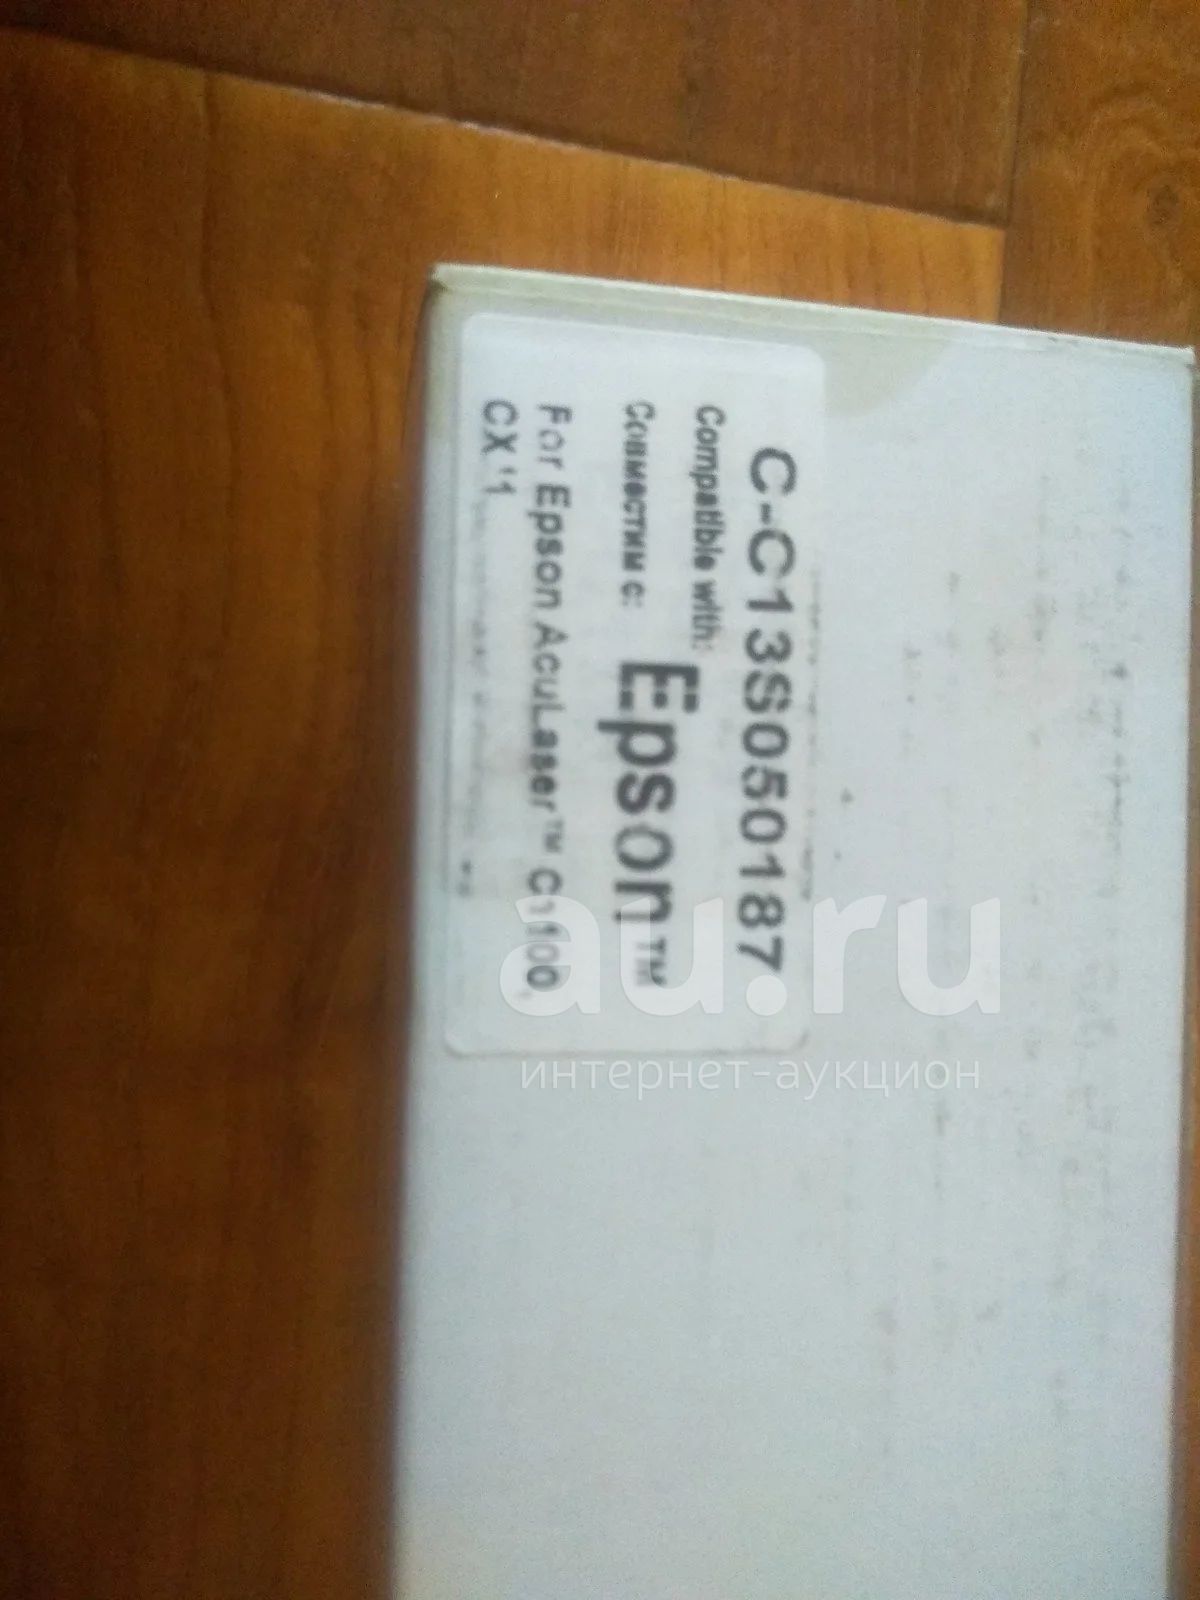 C-C13S050187
Compatible with:
Совместим с: Epson™
For Epson AcuLaser™ C1100,
CX11
au.ru
интернет-аукцион